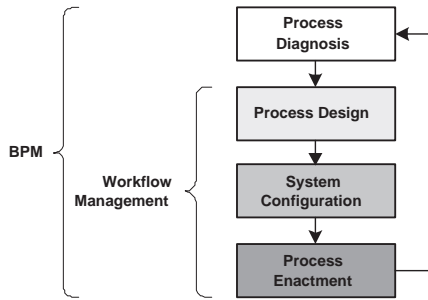 Process
Diagnosis
Process Design
BPM
Workflow
Management
System
Configuration
Process
Enactment